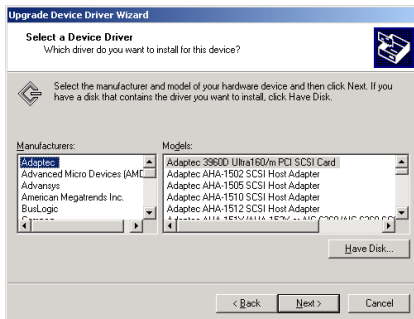 Upgrade Device Driver Wizard
Select a Device Driver
Which driver do you want to install for this device?
Select the manufacturer and model of your hardware device and then click Next. If you
have a disk that contains the driver you want to install, click Have Disk.
Manufacturers:
Adaptec
Advanced Micro Devices (AMD
Advansys
American Megatrends Inc.
BusLogic
Models:
Adaptec 3960D Ultra160/m PCI SCSI Card
Adaptec AHA-1502 SCSI Host Adapter
Adaptec AHA-1505 SCSI Host Adapter
Adaptec AHA-1510 SCSI Host Adapter
Adaptec AHA-1512 SCSI Host Adapter
Have Disk...
< Back
Next >
Cancel